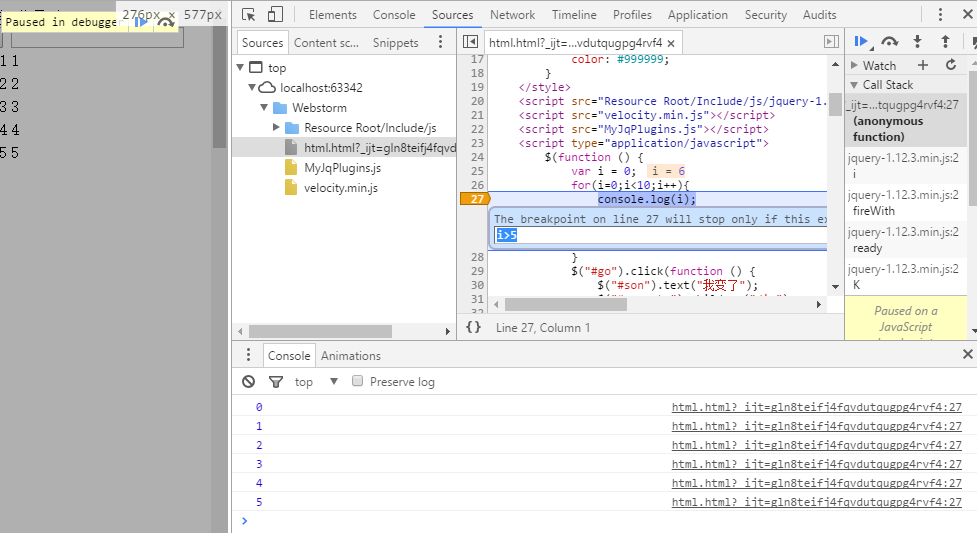 276px × 577px
Paused in debugger
1 1
2 2
3 3
4 4
5 5
Elements Console Sources Network Timeline Profiles Application Security Audits
Sources Content sc... Snippets
top
localhost:63342
Webstorm
Resource Root/Include/js
html.html?_ijt=gln8teifj4fqvd
MyJqPlugins.js
velocity.min.js
html.html?_ijt=…vdutqugpg4rvf4 ×
17 color: #999999;
18 }
19 </style>
20 <script src="Resource Root/Include/js/jquery-1.
21 <script src="velocity.min.js"></script>
22 <script src="MyJqPlugins.js"></script>
23 <script type="application/javascript">
24 $(function () {
25 var i = 0; i = 6
26 for(i=0;i<10;i++){
27 console.log(i);
The breakpoint on line 27 will stop only if this ex
i>5
28 }
29 $("#go").click(function () {
30 $("#son").text("我变了");
31
{} Line 27, Column 1
Watch
Call Stack
_ijt=…tqugpg4rvf4:27
(anonymous
function)
jquery-1.12.3.min.js:2
i
jquery-1.12.3.min.js:2
fireWith
jquery-1.12.3.min.js:2
ready
jquery-1.12.3.min.js:2
K
Paused on a
JavaScript
Console Animations
top Preserve log
0 html.html?_ijt=gln8teifj4fqvdutqugpg4rvf4:27
1 html.html?_ijt=gln8teifj4fqvdutqugpg4rvf4:27
2 html.html?_ijt=gln8teifj4fqvdutqugpg4rvf4:27
3 html.html?_ijt=gln8teifj4fqvdutqugpg4rvf4:27
4 html.html?_ijt=gln8teifj4fqvdutqugpg4rvf4:27
5 html.html?_ijt=gln8teifj4fqvdutqugpg4rvf4:27
>